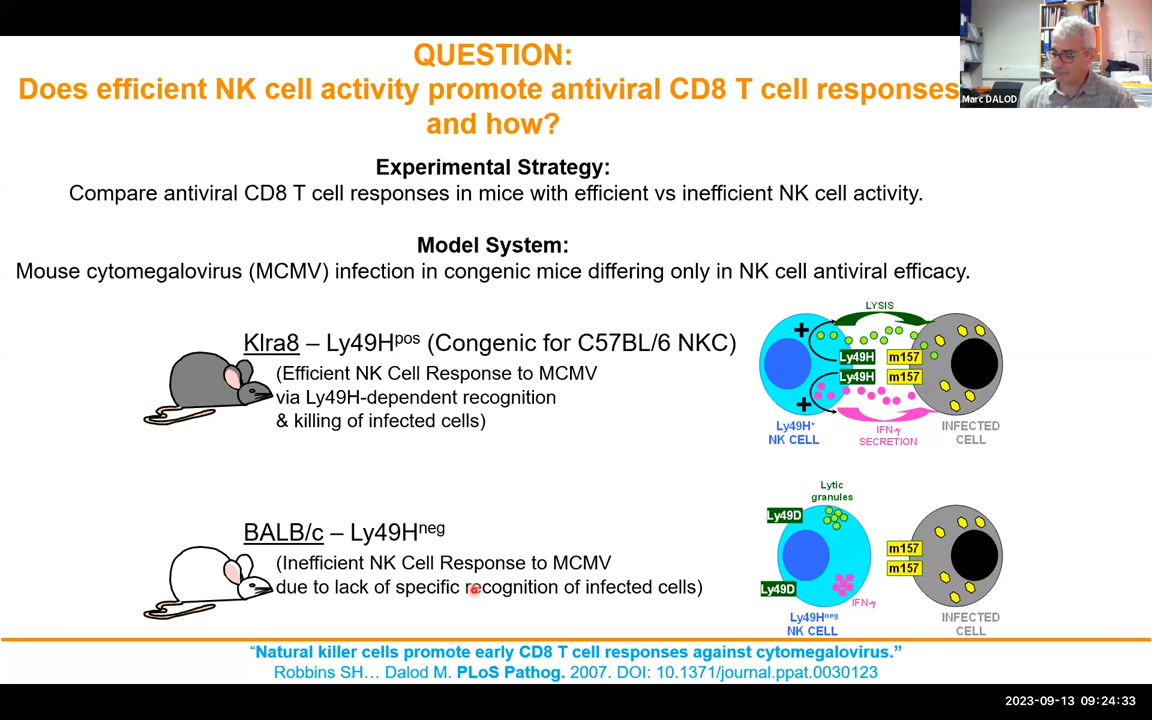 QUESTION:
Does efficient NK cell activity promote antiviral CD8 T cell responses
and how?
Marc DALOD
Experimental Strategy:
Compare antiviral CD8 T cell responses in mice with efficient vs inefficient NK cell activity.
Model System:
Mouse cytomegalovirus (MCMV) infection in congenic mice differing only in NK cell antiviral efficacy.
Klra8 – Ly49Hpos (Congenic for C57BL/6 NKC)
(Efficient NK Cell Response to MCMV
via Ly49H-dependent recognition
& killing of infected cells)
LYSIS
+
Ly49H m157
Ly49H m157
+
Ly49H+
NK CELL
IFN-γ
SECRETION
INFECTED
CELL
BALB/c – Ly49Hneg
(Inefficient NK Cell Response to MCMV
due to lack of specific recognition of infected cells)
Lytic
granules
Ly49D
m157
m157
Ly49D
IFN-γ
Ly49Hneg
NK CELL
INFECTED
CELL
“Natural killer cells promote early CD8 T cell responses against cytomegalovirus.”
Robbins SH… Dalod M. PLoS Pathog. 2007. DOI: 10.1371/journal.ppat.0030123
2023-09-13 09:24:33